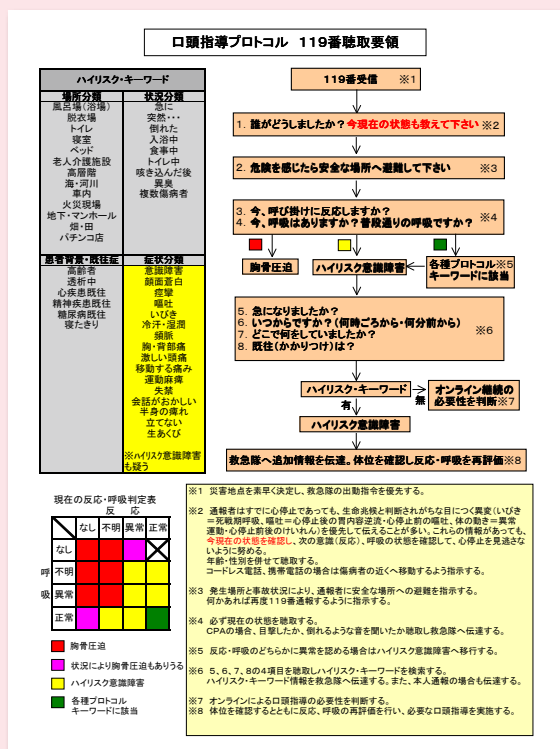 口頭指導プロトコル 119番聴取要領
ハイリスク・キーワード
場所分類
風呂場(浴場)
脱衣場
トイレ
寝室
ベッド
老人介護施設
高層階
海・河川
車内
火災現場
地下・マンホール
畑・田
パチンコ店
状況分類
急に
突然・・・
倒れた
入浴中
食事中
トイレ中
咳き込んだ後
異臭
複数傷病者
患者背景・既往症
高齢者
透析中
心疾患既往
精神疾患既往
糖尿病既往
寝たきり
症状分類
意識障害
顔面蒼白
痙攣
嘔吐
いびき
冷汗・湿潤
頻脈
胸・背部痛
激しい頭痛
移動する痛み
運動麻痺
失禁
会話がおかしい
半身の痺れ
立てない
生あくび
※ハイリスク意識障害
も疑う
119番受信 ※1
1. 誰がどうしましたか?今現在の状態も教えて下さい ※2
2. 危険を感じたら安全な場所へ避難して下さい ※3
3. 今、呼び掛けに反応しますか?
4. 今、呼吸はありますか?普段通りの呼吸ですか? ※4
胸骨圧迫
ハイリスク意識障害
各種プロトコル※5
キーワードに該当
5. 急になりましたか?
6. いつからですか?(何時ごろから・何分前から)
7. どこで何をしていましたか?
8. 既往(かかりつけ)は?
※6
ハイリスク・キーワード
有
無
オンライン継続の
必要性を判断※7
ハイリスク意識障害
救急隊へ追加情報を伝達。体位を確認し反応・呼吸を再評価※8
現在の反応・呼吸判定表
反 応
なし 不明 異常 正常
なし
呼 不明
吸 異常
正常
胸骨圧迫
状況により胸骨圧迫もありうる
ハイリスク意識障害
各種プロトコル
キーワードに該当
※1 災害地点を素早く決定し、救急隊の出動指令を優先する。
※2 通報者はすでに心停止であっても、生命兆候と判断されがちな目につく異変(いびき
=死戦期呼吸、嘔吐=心停止後の胃内容逆流・心停止前の嘔吐、体の動き=異常
運動・心停止前後のけいれん)を優先して伝えることが多い。これらの情報があっても、
今現在の状態を確認し、次の意識(反応)、呼吸の状態を確認して、心停止を見逃さな
いように努める。
年齢・性別を併せて聴取する。
コードレス電話、携帯電話の場合は傷病者の近くへ移動するよう指示する。
※3 発生場所と事故状況により、通報者に安全な場所への避難を指示する。
何かあれば再度119番通報するように指示する。
※4 必ず現在の状態を聴取する。
CPAの場合、目撃したか、倒れるような音を聞いたか聴取し救急隊へ伝達する。
※5 反応・呼吸のどちらかに異常を認める場合はハイリスク意識障害へ移行する。
※6 5、6、7、8の4項目を聴取しハイリスク・キーワードを検索する。
ハイリスク・キーワード情報を救急隊へ伝達する。また、本人通報の場合も伝達する。
※7 オンラインによる口頭指導の必要性を判断する。
※8 体位を確認するとともに反応、呼吸の再評価を行い、必要な口頭指導を実施する。